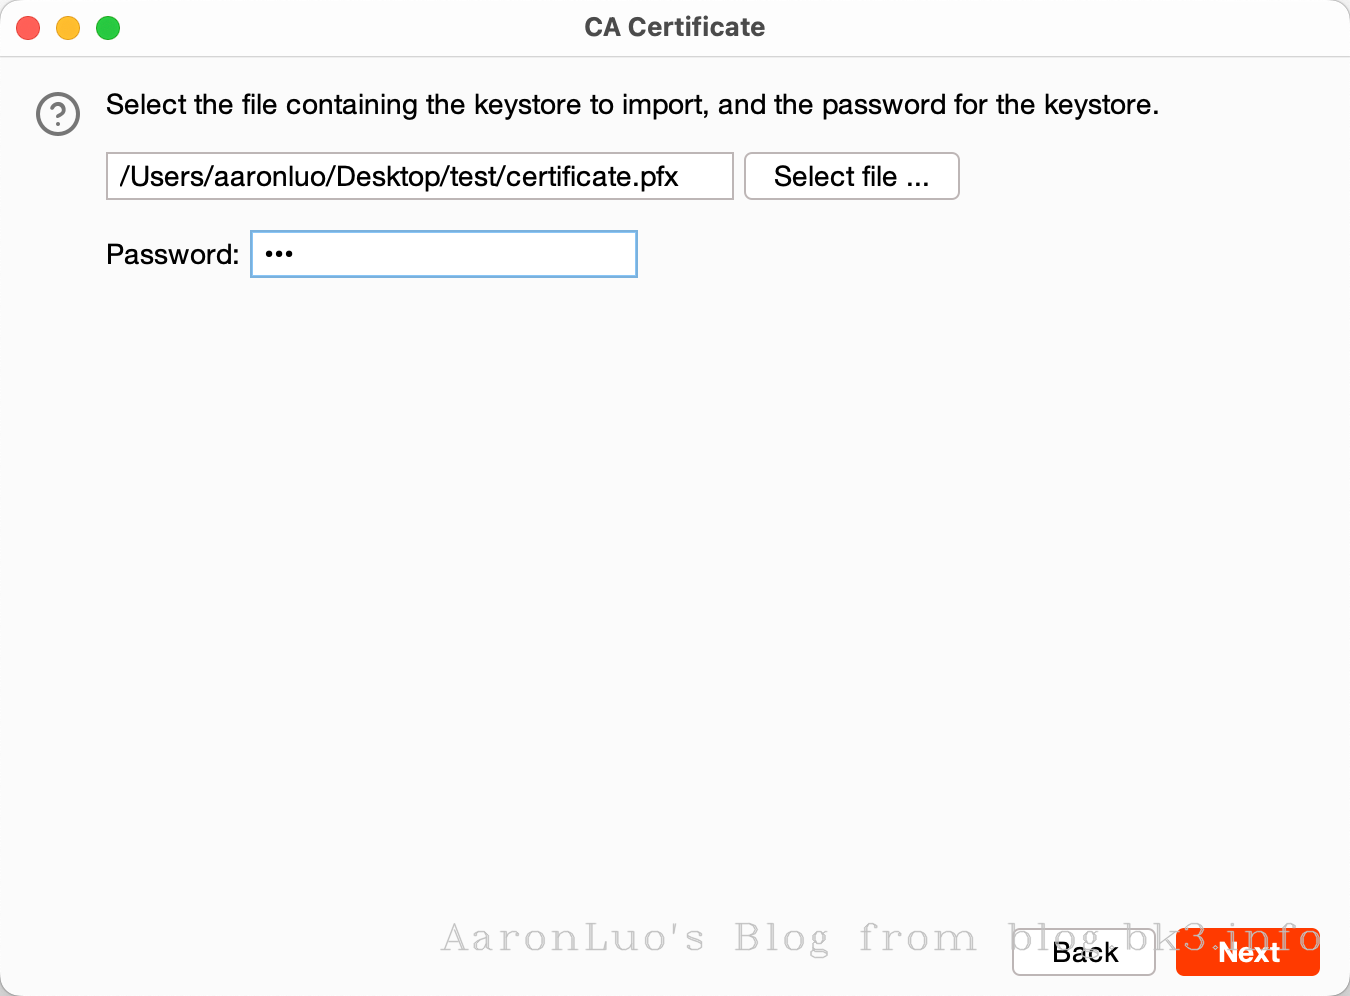 CA Certificate
Select the file containing the keystore to import, and the password for the keystore.
/Users/aaronluo/Desktop/test/certificate.pfx
Select file ...
Password: •••
AaronLuo's Blog from blog.bk3.info
Back
Next